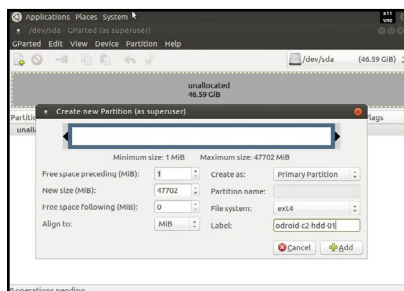 Applications Places System
x11
vnc
/dev/sda - GParted (as superuser)
GParted Edit View Device Partition Help
/dev/sda (46.59 GiB)
unallocated
46.59 GiB
Create new Partition (as superuser)
Flags
Minimum size: 1 MiB Maximum size: 47702 MiB
Free space preceding (MiB): 1 Create as: Primary Partition
New size (MiB): 47702 Partition name:
Free space following (MiB): 0 File system: ext4
Align to: MiB Label: odroid-c2-hdd-01
Cancel Add
0 operations pending